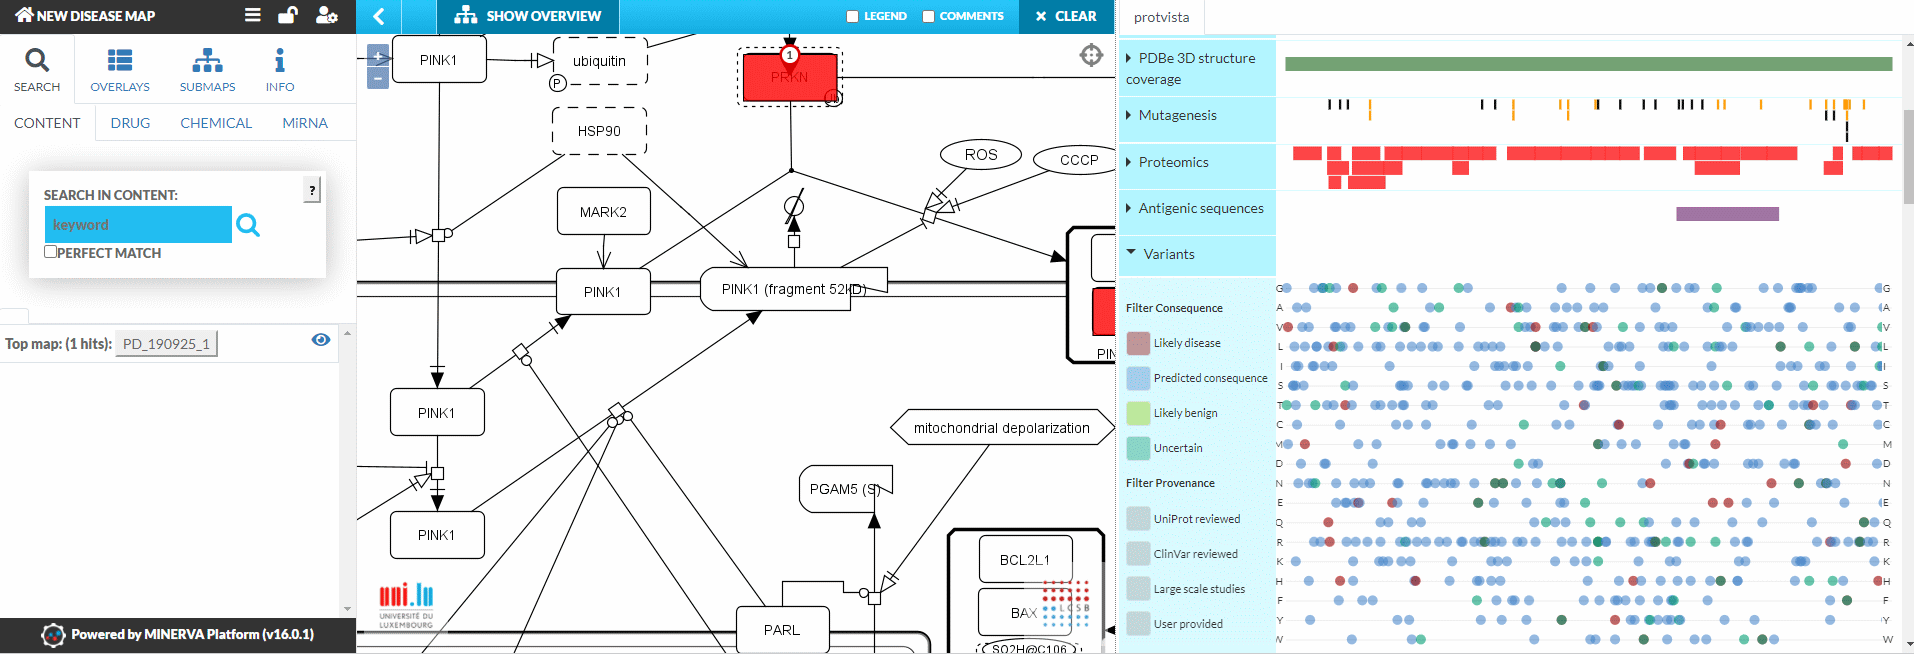 NEW DISEASE MAP
SEARCH
OVERLAYS
SUBMAPS
INFO
CONTENT
DRUG
CHEMICAL
MiRNA
SEARCH IN CONTENT:
?
keyword
PERFECT MATCH
Top map: (1 hits):
PD_190925_1
Powered by MINERVA Platform (v16.0.1)
SHOW OVERVIEW
LEGEND
COMMENTS
CLEAR
+
-
PINK1
ubiquitin
P
1
PRKN
Ub
HSP90
ROS
CCCP
MARK2
PINK1
PINK1 (fragment 52kD)
PIN
PINK1
mitochondrial depolarization
PGAM5 (S)
PINK1
BCL2L1
BAX
SO2H@C106
PARL
uni.lu
UNIVERSITÉ DU
LUXEMBOURG
LCSB
protvista
PDBe 3D structure
coverage
Mutagenesis
Proteomics
Antigenic sequences
Variants
Filter Consequence
Likely disease
Predicted consequence
Likely benign
Uncertain
Filter Provenance
UniProt reviewed
ClinVar reviewed
Large scale studies
User provided
G G
A A
V V
L L
I I
S S
T T
C C
M M
D D
N N
E E
Q Q
R R
K K
H H
F F
Y Y
W W